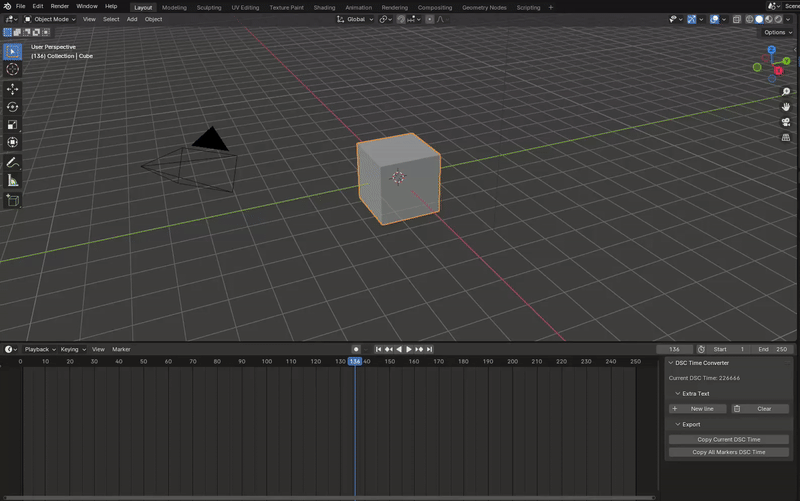 File Edit Render Window Help Layout Modeling Sculpting UV Editing Texture Paint Shading Animation Rendering Compositing Geometry Nodes Scripting + Scene
Object Mode View Select Add Object Global
Options
User Perspective
(136) Collection | Cube
Z
Y
X
Playback Keying View Marker 136 Start 1 End 250
0 10 20 30 40 50 60 70 80 90 100 110 120 130 136 140 150 160 170 180 190 200 210 220 230 240 250
DSC Time Converter
Current DSC Time: 226666
Extra Text
+ New line Clear
Export
Copy Current DSC Time
Copy All Markers DSC Time